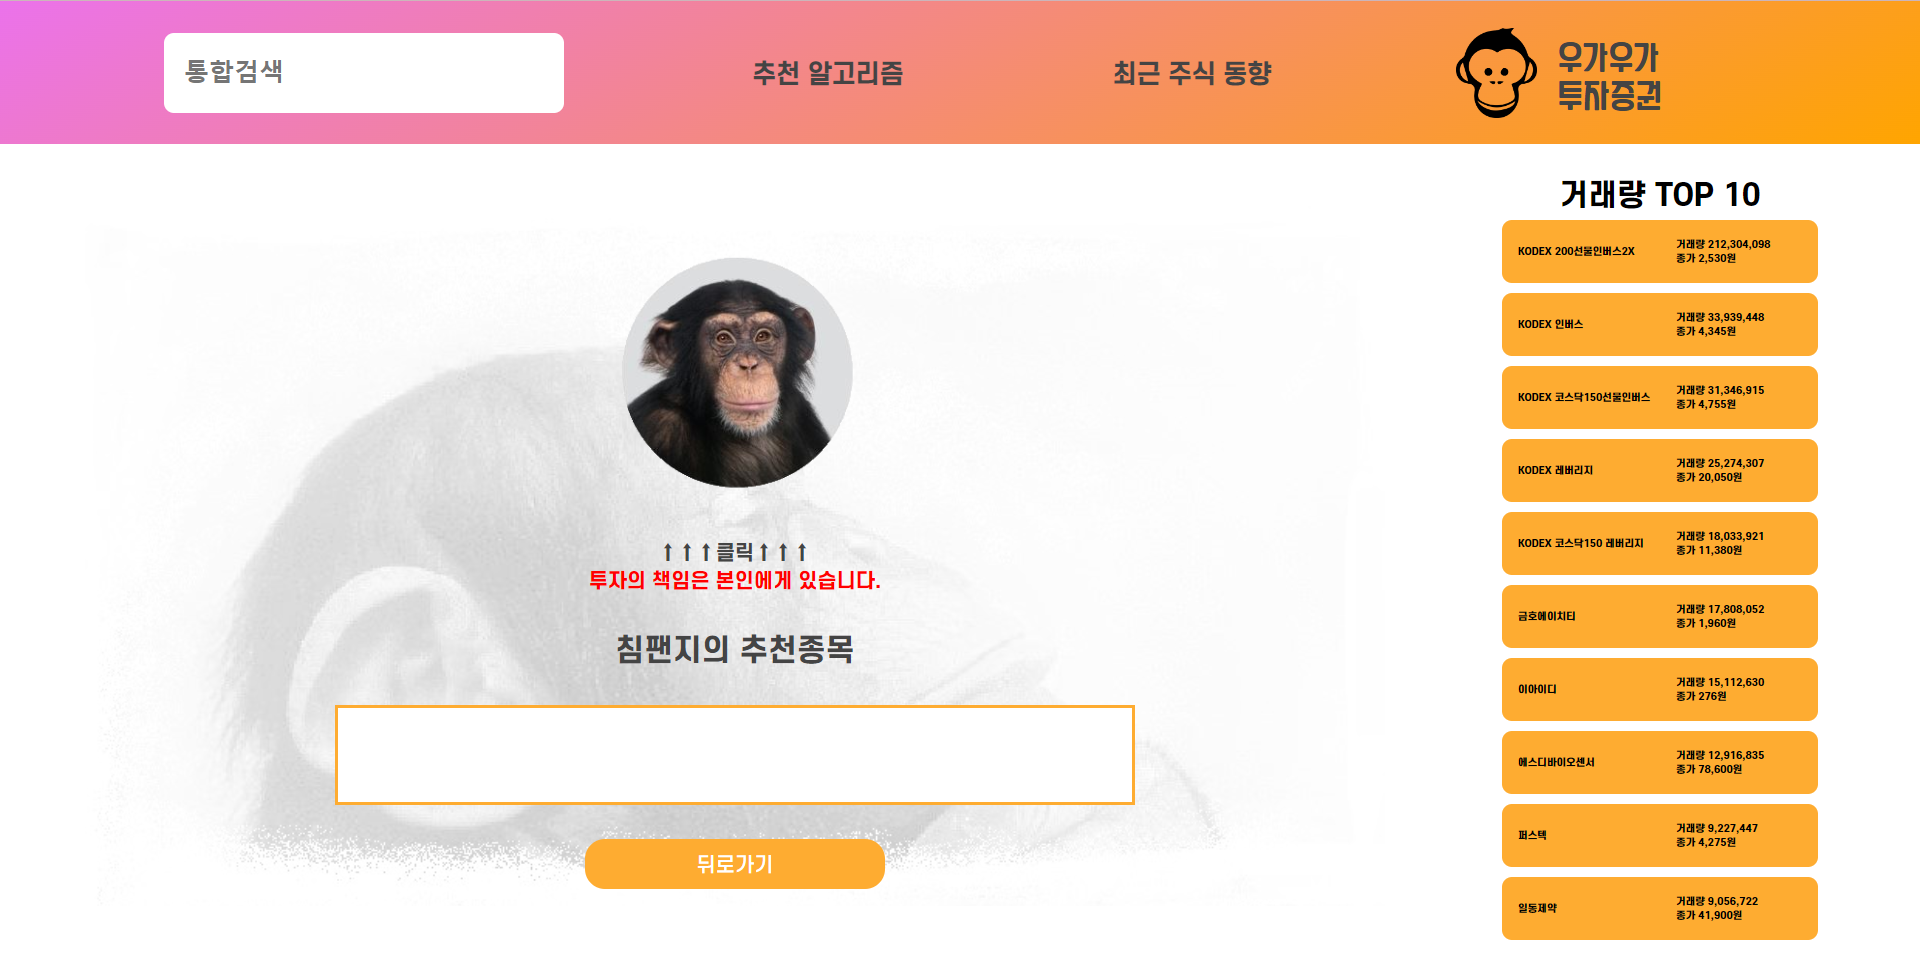 통합검색
추천 알고리즘
최근 주식 동향
우가우가
투자증권
↑ ↑ ↑ 클릭 ↑ ↑ ↑
투자의 책임은 본인에게 있습니다.
침팬지의 추천종목
뒤로가기
거래량 TOP 10
KODEX 200선물인버스2X
거래량 212,304,098
종가 2,530원
KODEX 인버스
거래량 33,939,448
종가 4,345원
KODEX 코스닥150선물인버스
거래량 31,346,915
종가 4,755원
KODEX 레버리지
거래량 25,274,307
종가 20,050원
KODEX 코스닥150 레버리지
거래량 18,033,921
종가 11,380원
금호에이치티
거래량 17,808,052
종가 1,960원
이아이디
거래량 15,112,630
종가 276원
에스디바이오센서
거래량 12,916,835
종가 78,600원
퍼스텍
거래량 9,227,447
종가 4,275원
일동제약
거래량 9,056,722
종가 41,900원